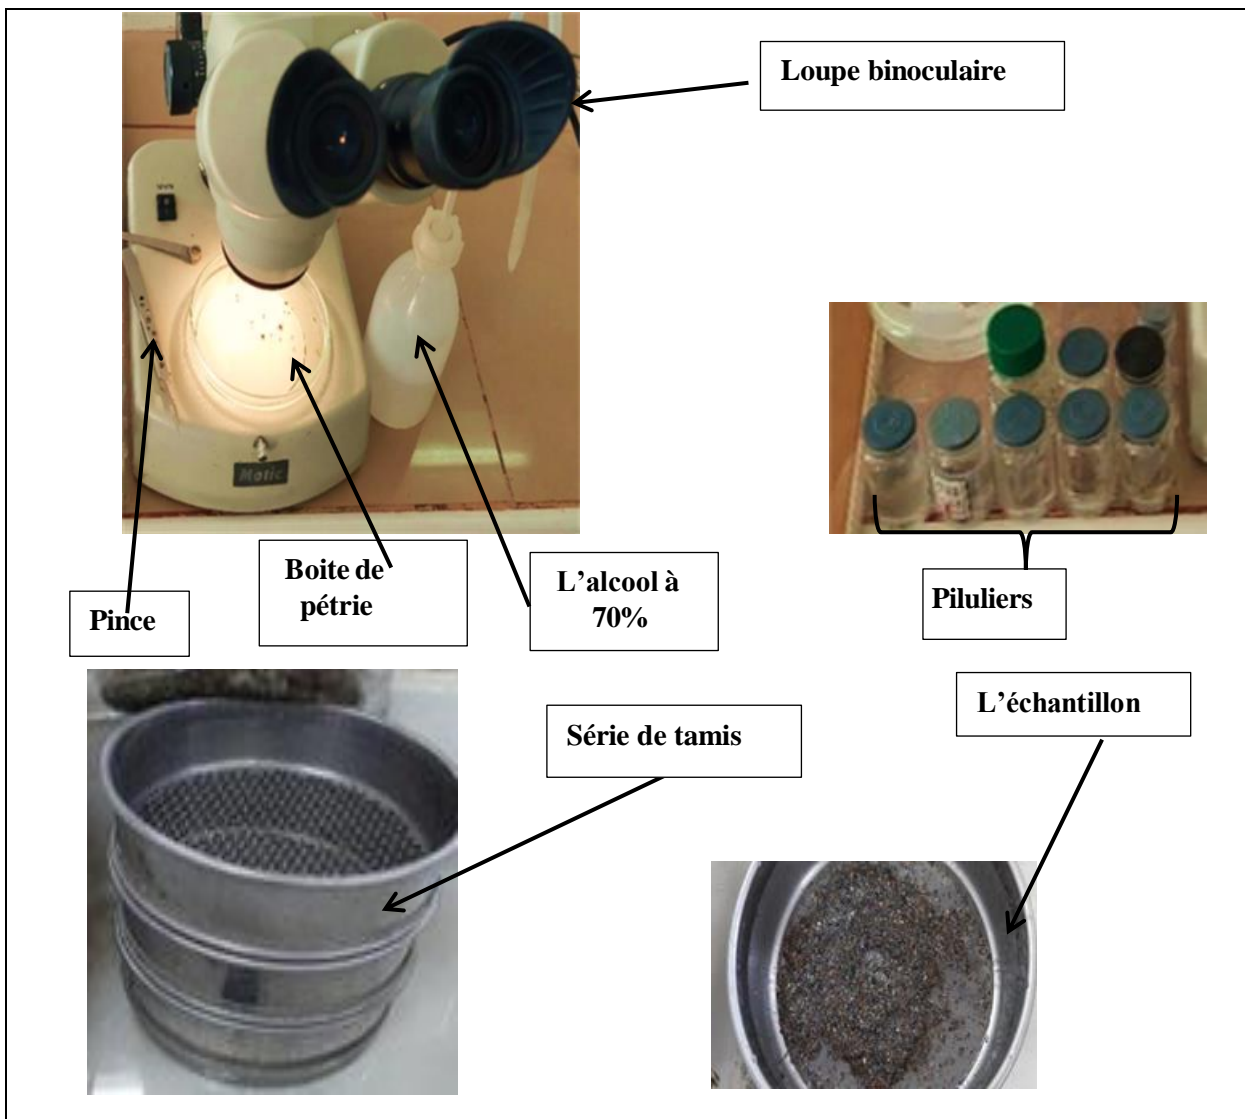 Loupe binoculaire
Motic
Boite de
pétrie
L’alcool à
70%
Pince
Piluliers
L’échantillon
Série de tamis